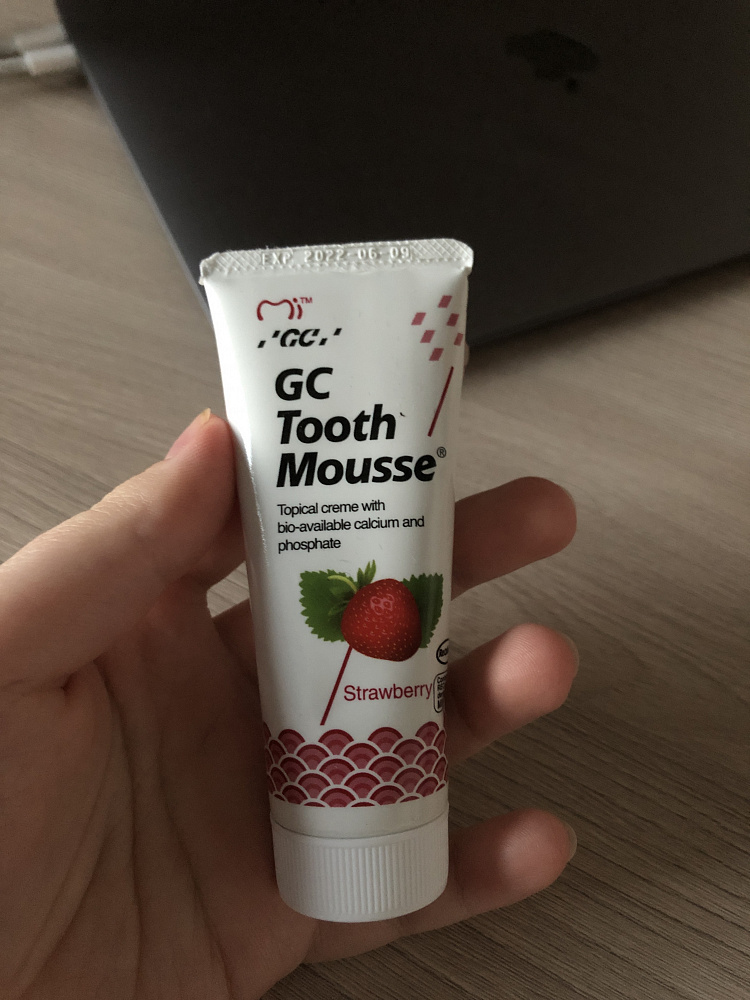 EXP 2022-06-09
Mi™
GC
GC
Tooth
Mousse®
Topical creme with
bio-available calcium and
phosphate
Strawberry